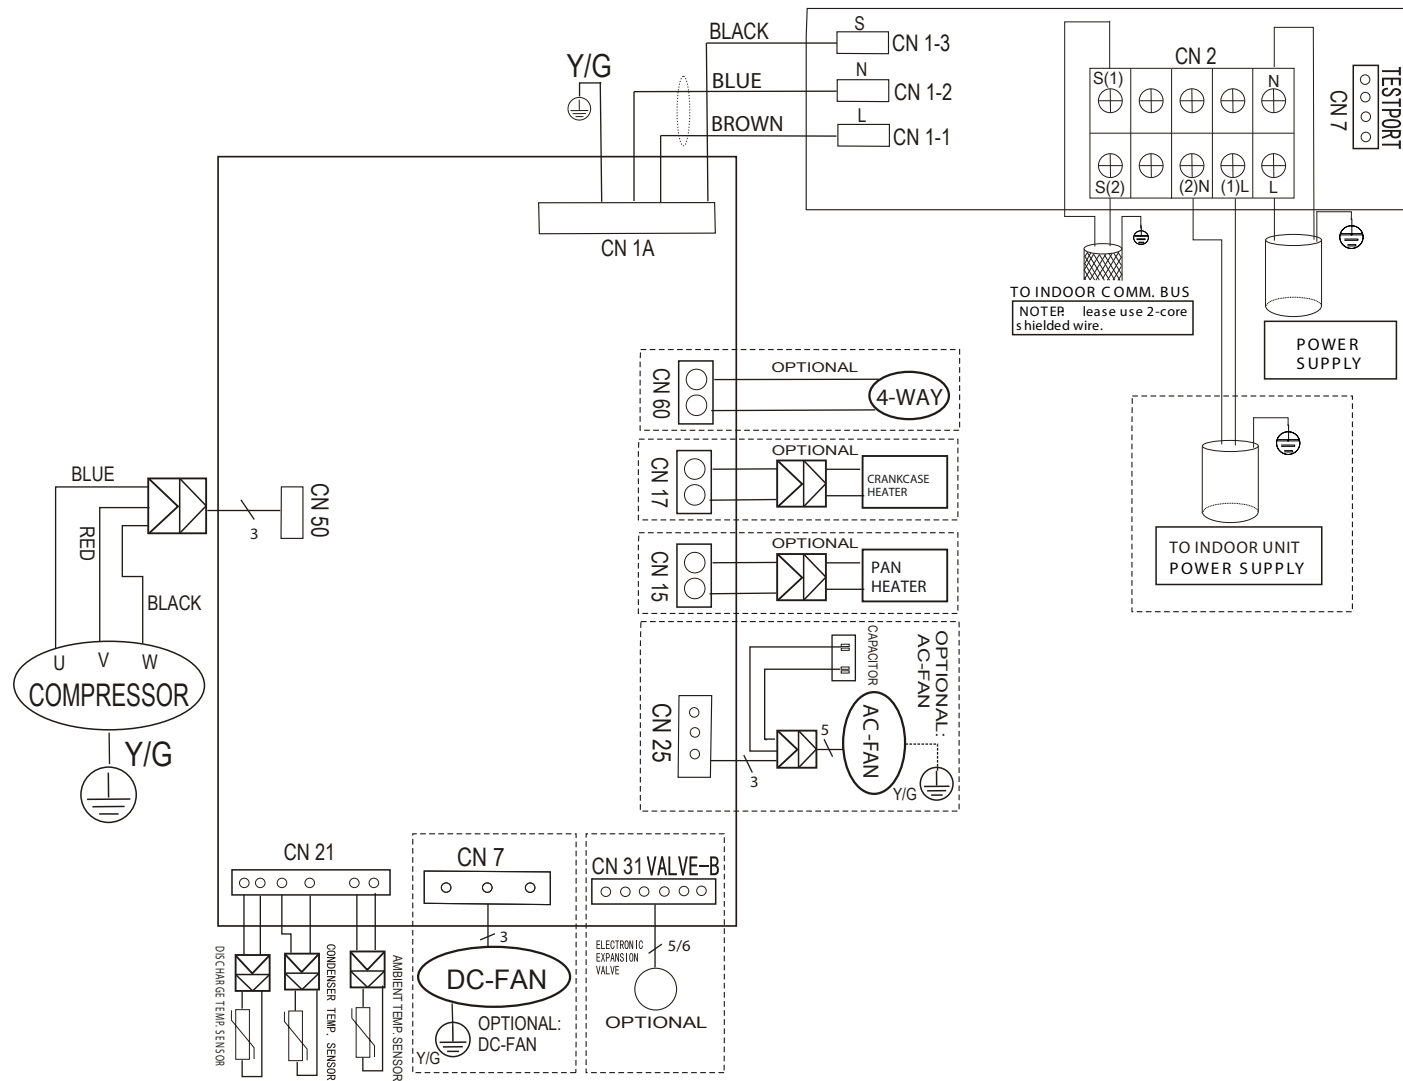 BLACK
S
CN 1-3
Y/G
BLUE
N
CN 1-2
BROWN
L
CN 1-1
CN 2
S(1)
N
S(2)
(2)N
(1)L
L
TESTPORT
CN 7
CN 1A
TO INDOOR COMM. BUS
NOTEP. lease use 2-core
shielded wire.
POWER
SUPPLY
TO INDOOR UNIT
POWER SUPPLY
CN 60
OPTIONAL
4-WAY
CN 17
OPTIONAL
CRANKCASE
HEATER
CN 15
OPTIONAL
PAN
HEATER
BLUE
RED
BLACK
3
CN 50
U
V
W
COMPRESSOR
Y/G
CN 25
3
CAPACITOR
5
AC-FAN
Y/G
OPTIONAL:
AC-FAN
CN 21
DISCHARGE TEMP. SENSOR
CONDENSER TEMP. SENSOR
AMBIENT TEMP. SENSOR
CN 7
3
DC-FAN
Y/G
OPTIONAL:
DC-FAN
CN 31 VALVE-B
ELECTRONIC
EXPANSION
VALVE
5/6
OPTIONAL